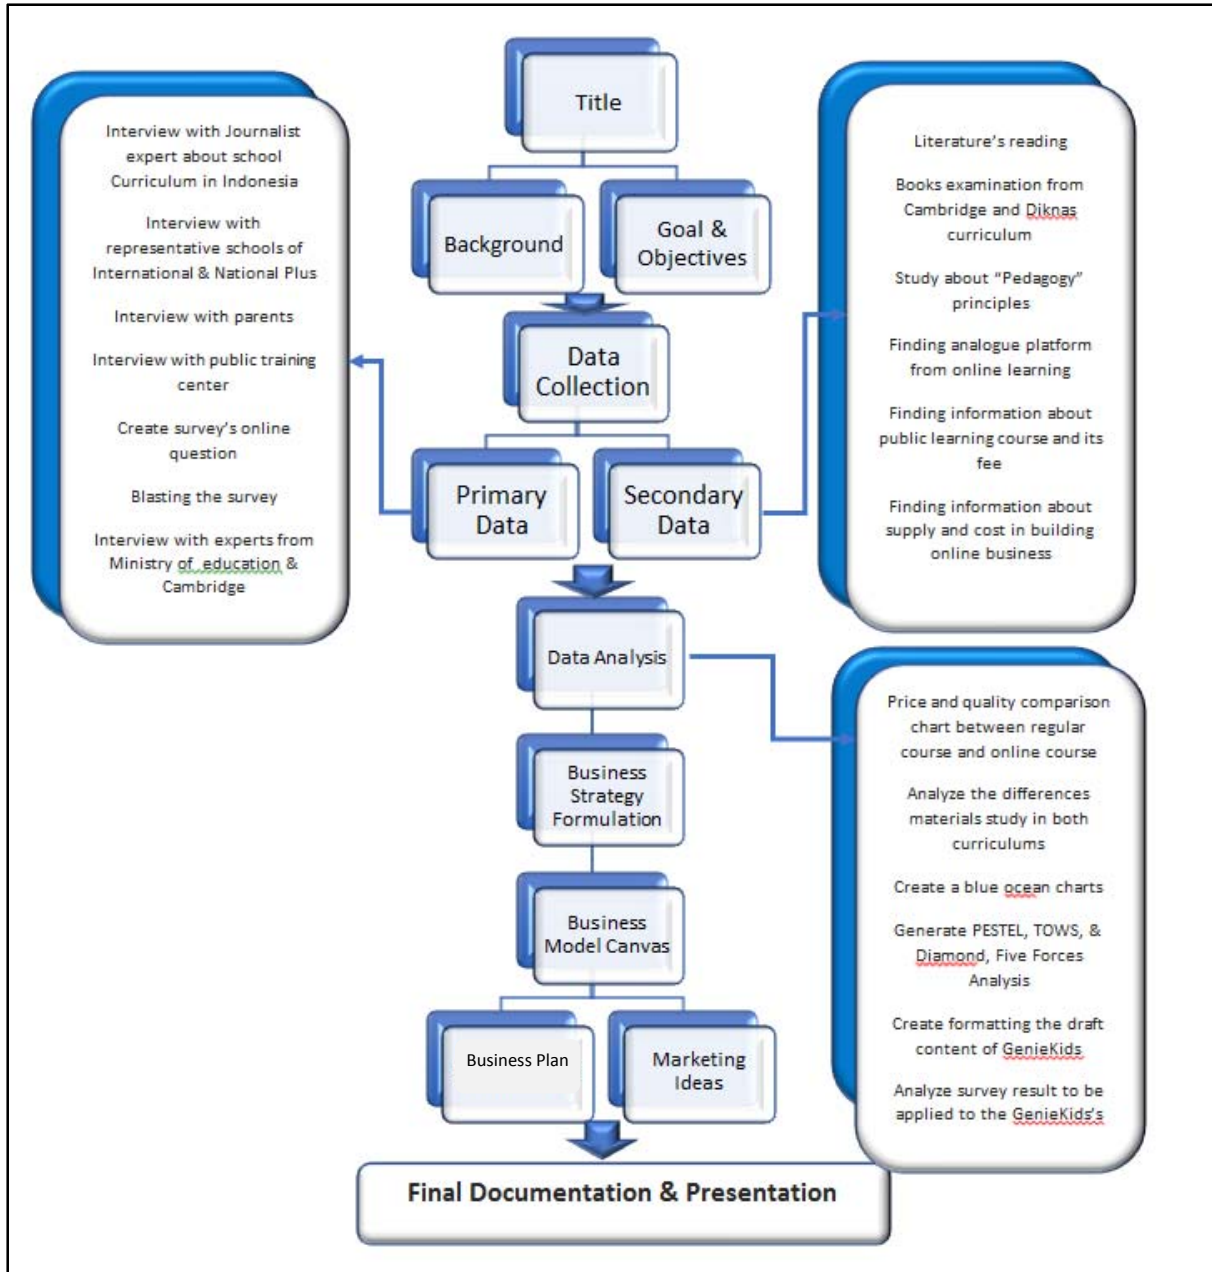 Title
Background
Goal &
Objectives
Data
Collection
Primary
Data
Secondary
Data
Interview with Journalist
expert about school
Curriculum in Indonesia
Interview with
representative schools of
International & National Plus
Interview with parents
Interview with public training
center
Create survey's online
question
Blasting the survey
Interview with experts from
Ministry of  education &
Cambridge
Literature's reading
Books examination from
Cambridge and Diknas
curriculum
Study about “Pedagogy”
principles
Finding analogue platform
from online learning
Finding information about
public learning course and its
fee
Finding information about
supply and cost in building
online business
Data Analysis
Price and quality comparison
chart between regular
course and online course
Analyze the differences
materials study in both
curriculums
Create a blue ocean charts
Generate PESTEL, TOWS, &
Diamond, Five Forces
Analysis
Create formatting the draft
content of GenieKids
Analyze survey result to be
applied to the GenieKids's
Business
Strategy
Formulation
Business
Model Canvas
Business Plan
Marketing
Ideas
Final Documentation & Presentation